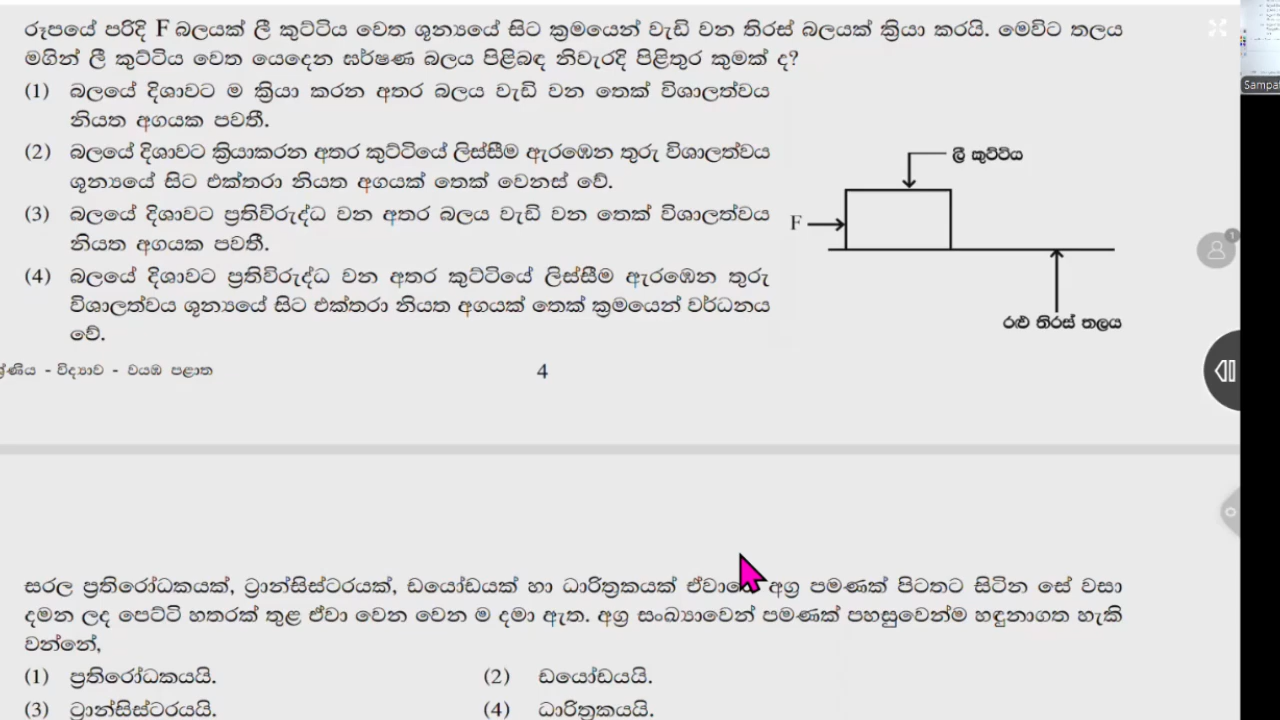 රූපයේ පරිදි F බලයක් ලී කුට්ටිය වෙත ශූන්‍යයේ සිට ක්‍රමයෙන් වැඩි වන තිරස් බලයක් ක්‍රියා කරයි. මෙවිට තලය
මගින් ලී කුට්ටිය වෙත යෙදෙන ඝර්ෂණ බලය පිළිබඳ නිවැරදි පිළිතුර කුමක් ද?
(1) බලයේ දිශාවට ම ක්‍රියා කරන අතර බලය වැඩි වන තෙක් විශාලත්වය
නියත අගයක පවතී.
(2) බලයේ දිශාවට ක්‍රියාකරන අතර කුට්ටියේ ලිස්සීම ඇරඹෙන තුරු විශාලත්වය
ශූන්‍යයේ සිට එක්තරා නියත අගයක් තෙක් වෙනස් වේ.
(3) බලයේ දිශාවට ප්‍රතිවිරුද්ධ වන අතර බලය වැඩි වන තෙක් විශාලත්වය
නියත අගයක පවතී.
(4) බලයේ දිශාවට ප්‍රතිවිරුද්ධ වන අතර කුට්ටියේ ලිස්සීම ඇරඹෙන තුරු
විශාලත්වය ශූන්‍යයේ සිට එක්තරා නියත අගයක් තෙක් ක්‍රමයෙන් වර්ධනය
වේ.
ලී කුට්ටිය
F
රළු තිරස් තලය
ශ්‍රේණිය - විද්‍යාව - වයඹ පළාත
4
සරල ප්‍රතිරෝධකයක්, ට්‍රාන්සිස්ටරයක්, ඩයෝඩයක් හා ධාරිත්‍රකයක් අග්‍ර පමණක් පිටතට සිටින සේ වසා
දමන ලද පෙට්ටි හතරක් තුළ ඒවා වෙන වෙන ම දමා ඇත. අග්‍ර සංඛ්‍යාවෙන් පමණක් පහසුවෙන්ම හඳුනාගත හැකි
වන්නේ,
(1) ප්‍රතිරෝධකයයි.
(2) ඩයෝඩයයි.
(3) ට්‍රාන්සිස්ටරයයි.
(4) ධාරිත්‍රකයයි.
1